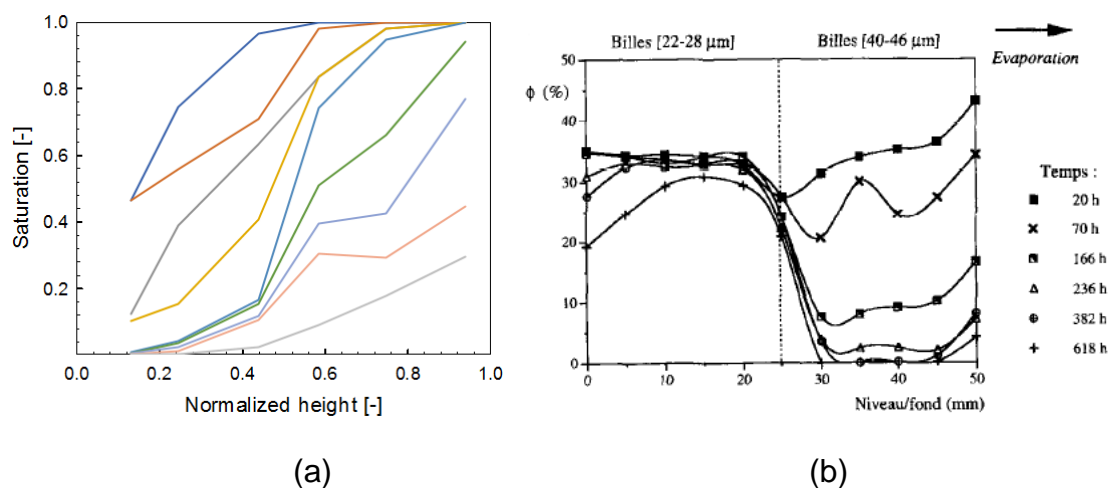 1.0
0.8
0.6
0.4
0.2
0.0 0.2 0.4 0.6 0.8 1.0
Saturation [-]
Normalized height [-]
(a)
Billes [22-28 µm] Billes [40-46 µm]
Evaporation
ϕ (%)
50
40
30
20
10
0
0 10 20 30 40 50
Niveau/fond (mm)
Temps :
20 h
70 h
166 h
236 h
382 h
618 h
(b)